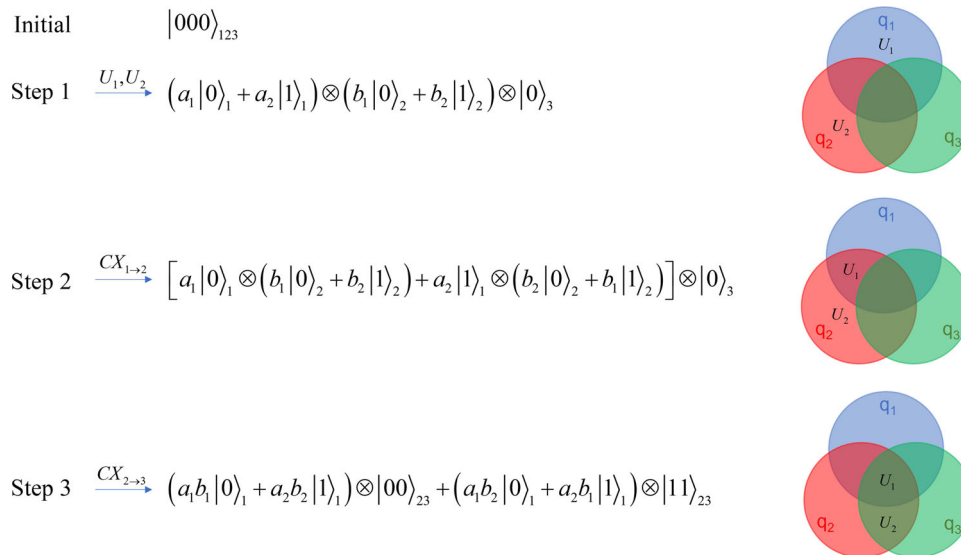 Initial |000⟩₁₂₃
q₁
U₁
Step 1 U₁,U₂ (a₁|0⟩₁ + a₂|1⟩₁)⊗(b₁|0⟩₂ + b₂|1⟩₂)⊗|0⟩₃
U₂
q₂ q₃
q₁
Step 2 CX₁→₂ [a₁|0⟩₁ ⊗(b₁|0⟩₂ + b₂|1⟩₂) + a₂|1⟩₁ ⊗(b₂|0⟩₂ + b₁|1⟩₂)]⊗|0⟩₃
U₁
U₂
q₂ q₃
q₁
Step 3 CX₂→₃ (a₁b₁|0⟩₁ + a₂b₂|1⟩₁)⊗|00⟩₂₃ + (a₁b₂|0⟩₁ + a₂b₁|1⟩₁)⊗|11⟩₂₃
U₁
q₂ U₂ q₃